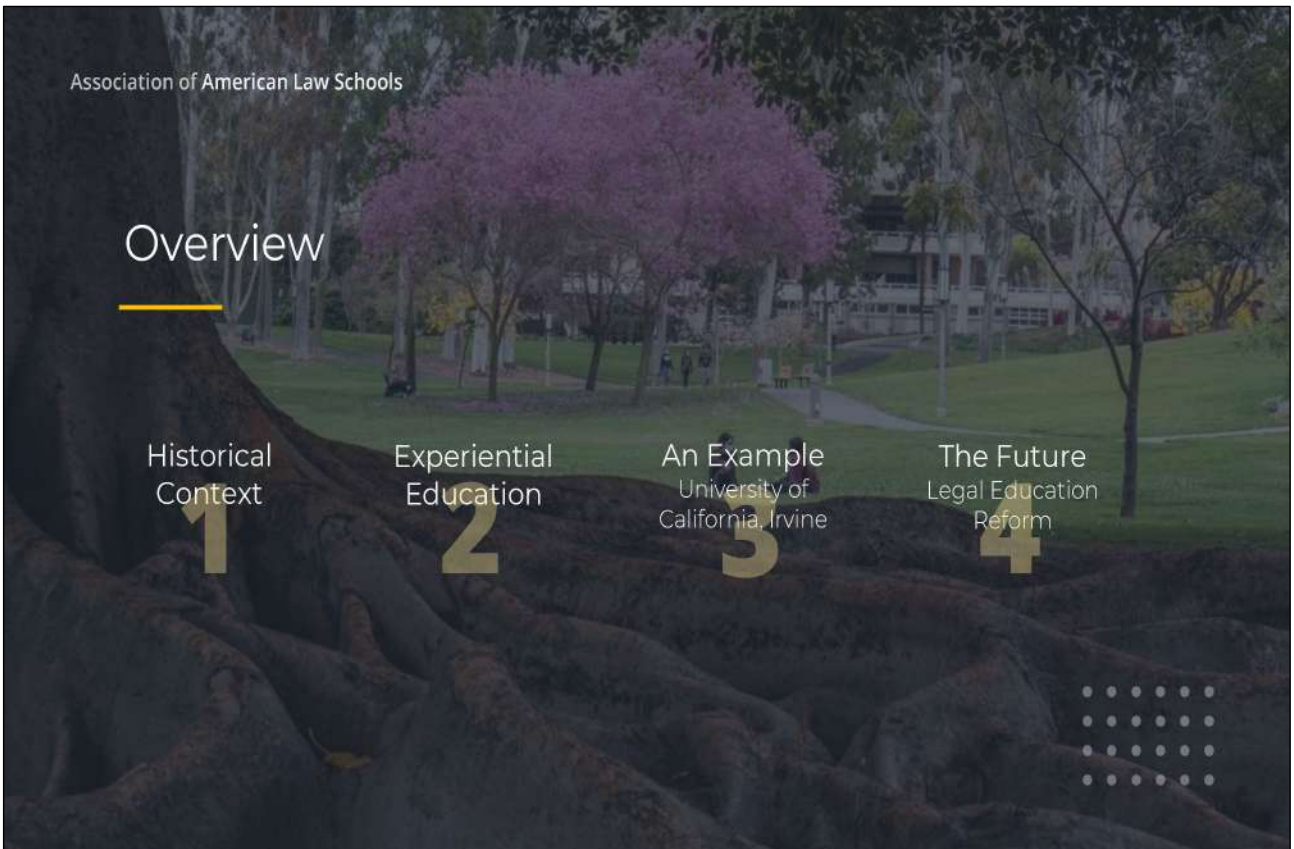 Association of American Law Schools
Overview
Historical
Context
1
Experiential
Education
2
An Example
University of
California, Irvine
3
The Future
Legal Education
Reform
4